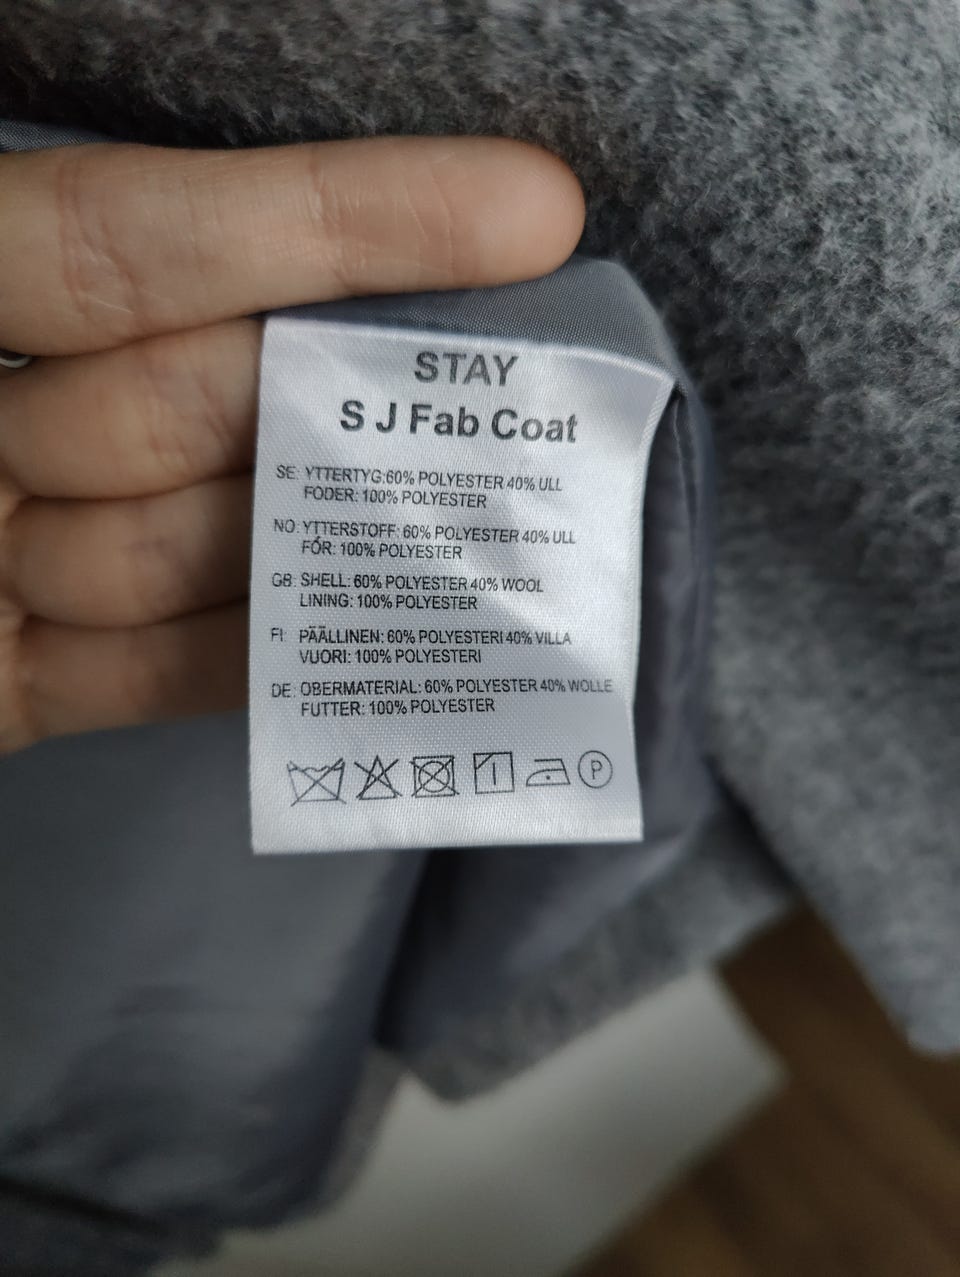 STAY
S J Fab Coat
SE: YTTERTYG:60% POLYESTER 40% ULL
FODER: 100% POLYESTER
NO: YTTERSTOFF: 60% POLYESTER 40% ULL
FÓR: 100% POLYESTER
GB: SHELL: 60% POLYESTER 40% WOOL
LINING: 100% POLYESTER
FI: PÄÄLLINEN: 60% POLYESTERI 40% VILLA
VUORI: 100% POLYESTERI
DE: OBERMATERIAL: 60% POLYESTER 40% WOLLE
FUTTER: 100% POLYESTER
P